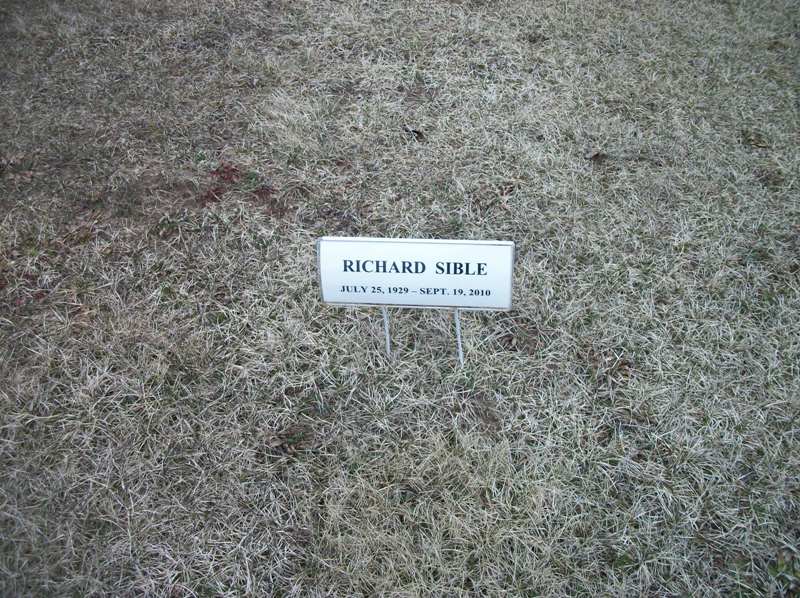 RICHARD SIBLE
JULY 25, 1929 – SEPT. 19, 2010